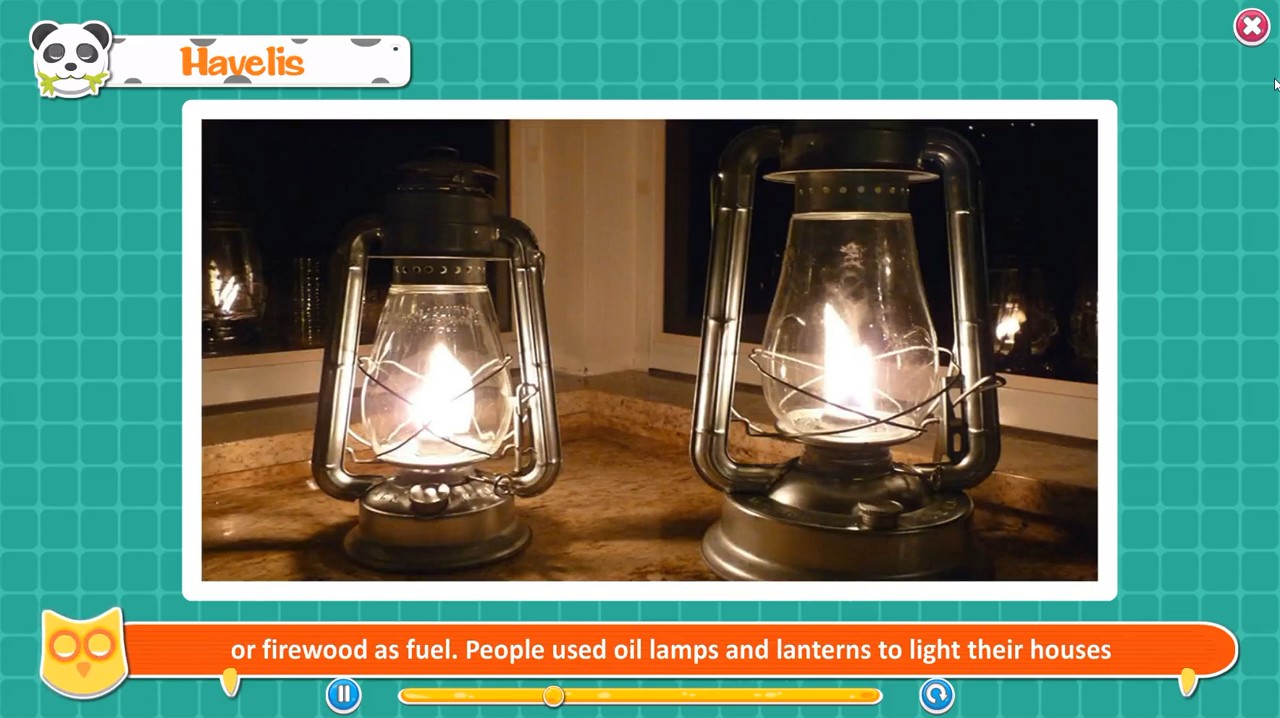 Havelis
or firewood as fuel. People used oil lamps and lanterns to light their houses